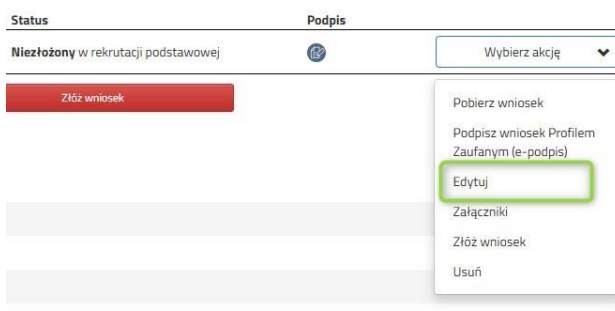 Status Podpis
Niezłożony w rekrutacji podstawowej Wybierz akcję
Złóż wniosek
Pobierz wniosek
Podpisz wniosek Profilem
Zaufanym (e-podpis)
Edytuj
Załączniki
Złóż wniosek
Usuń